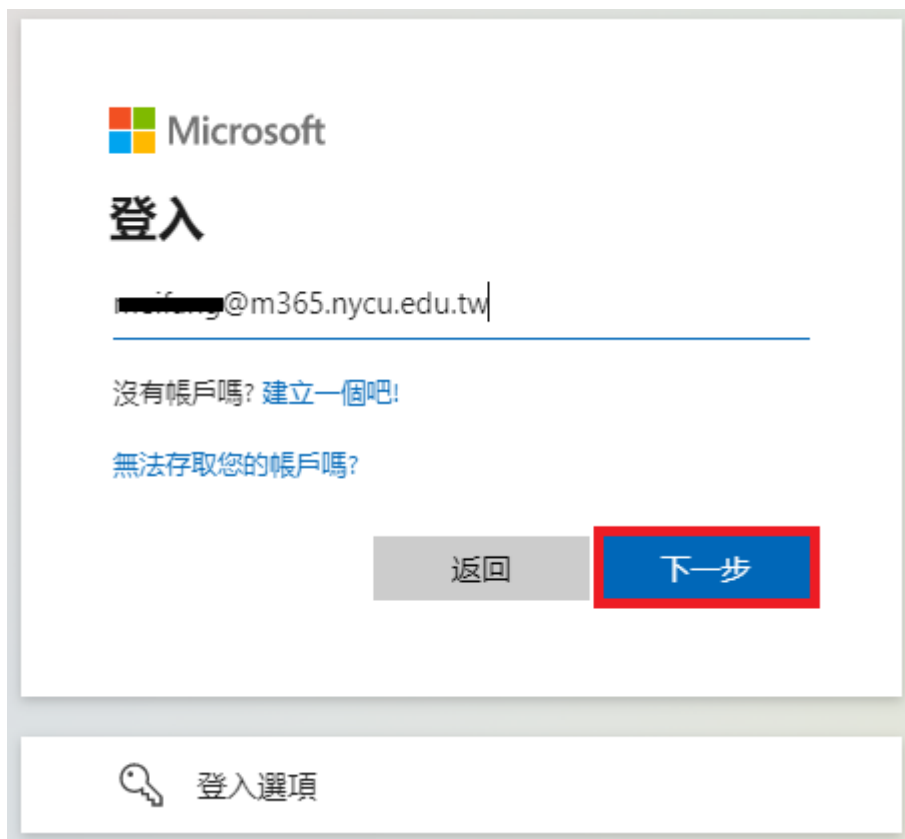 Microsoft
登入
@m365.nycu.edu.tw
沒有帳戶嗎? 建立一個吧!
無法存取您的帳戶嗎?
返回 下一步
登入選項